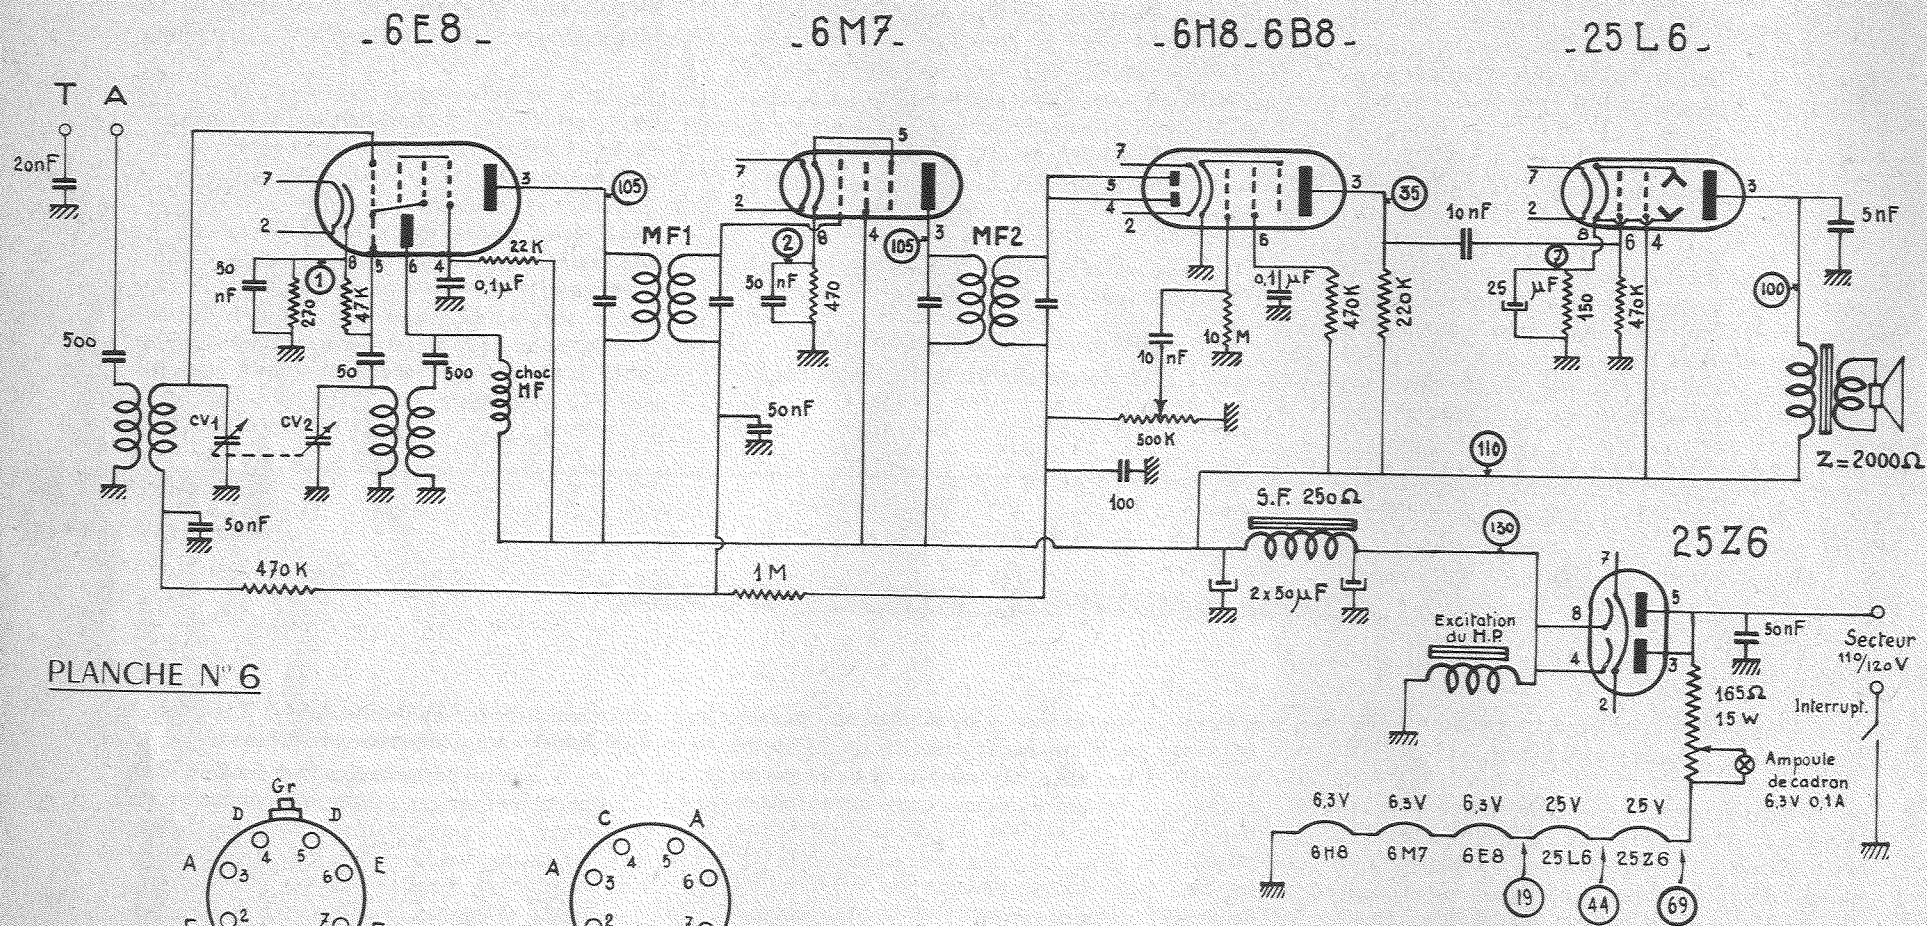 - 6E8 -
- 6M7 -
- 6H8 - 6B8 -
- 25L6 -
T A
20nF
7
2
3
105
8
5
6
4
22K
0,1µF
50 nF
1
270
47K
500
50
500
choc HF
CV1
CV2
50nF
470K
MF1
5
7
2
2
8
4
105
3
50 nF
470
50nF
1M
MF2
7
5
4
2
3
35
6
0,1µF
10 nF
10 M
470K
220K
500K
100
10nF
7
2
3
8
6
4
7
25 µF
150
470K
5nF
100
Z=2000Ω
110
S.F. 250Ω
130
2x50µF
25Z6
7
8
5
4
3
2
Excitation
du H.P.
50nF
Secteur
110/120V
Interrupt.
165Ω
15 W
Ampoule
de cadran
6,3V 0,1A
PLANCHE N° 6
6,3V 6,3V 6,3V 25V 25V
6H8 6M7 6E8 25L6 25Z6
19 44 69
Gr
D D
4 5
A 3 6 E
2 7
C A
4 5
A 3 6
2 7